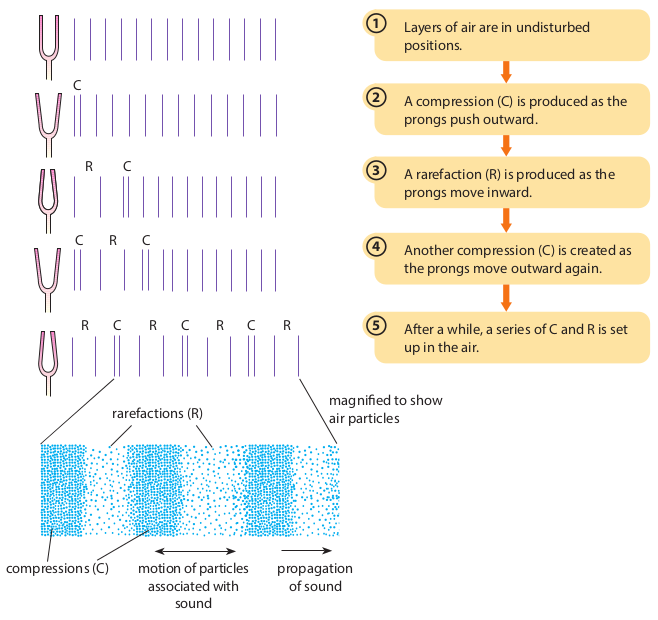 1
Layers of air are in undisturbed
positions.
C
2
A compression (C) is produced as the
prongs push outward.
R C
3
A rarefaction (R) is produced as the
prongs move inward.
C R C
4
Another compression (C) is created as
the prongs move outward again.
R C R C R C R
5
After a while, a series of C and R is set
up in the air.
magnified to show
air particles
rarefactions (R)
compressions (C)
motion of particles
associated with
sound
propagation
of sound